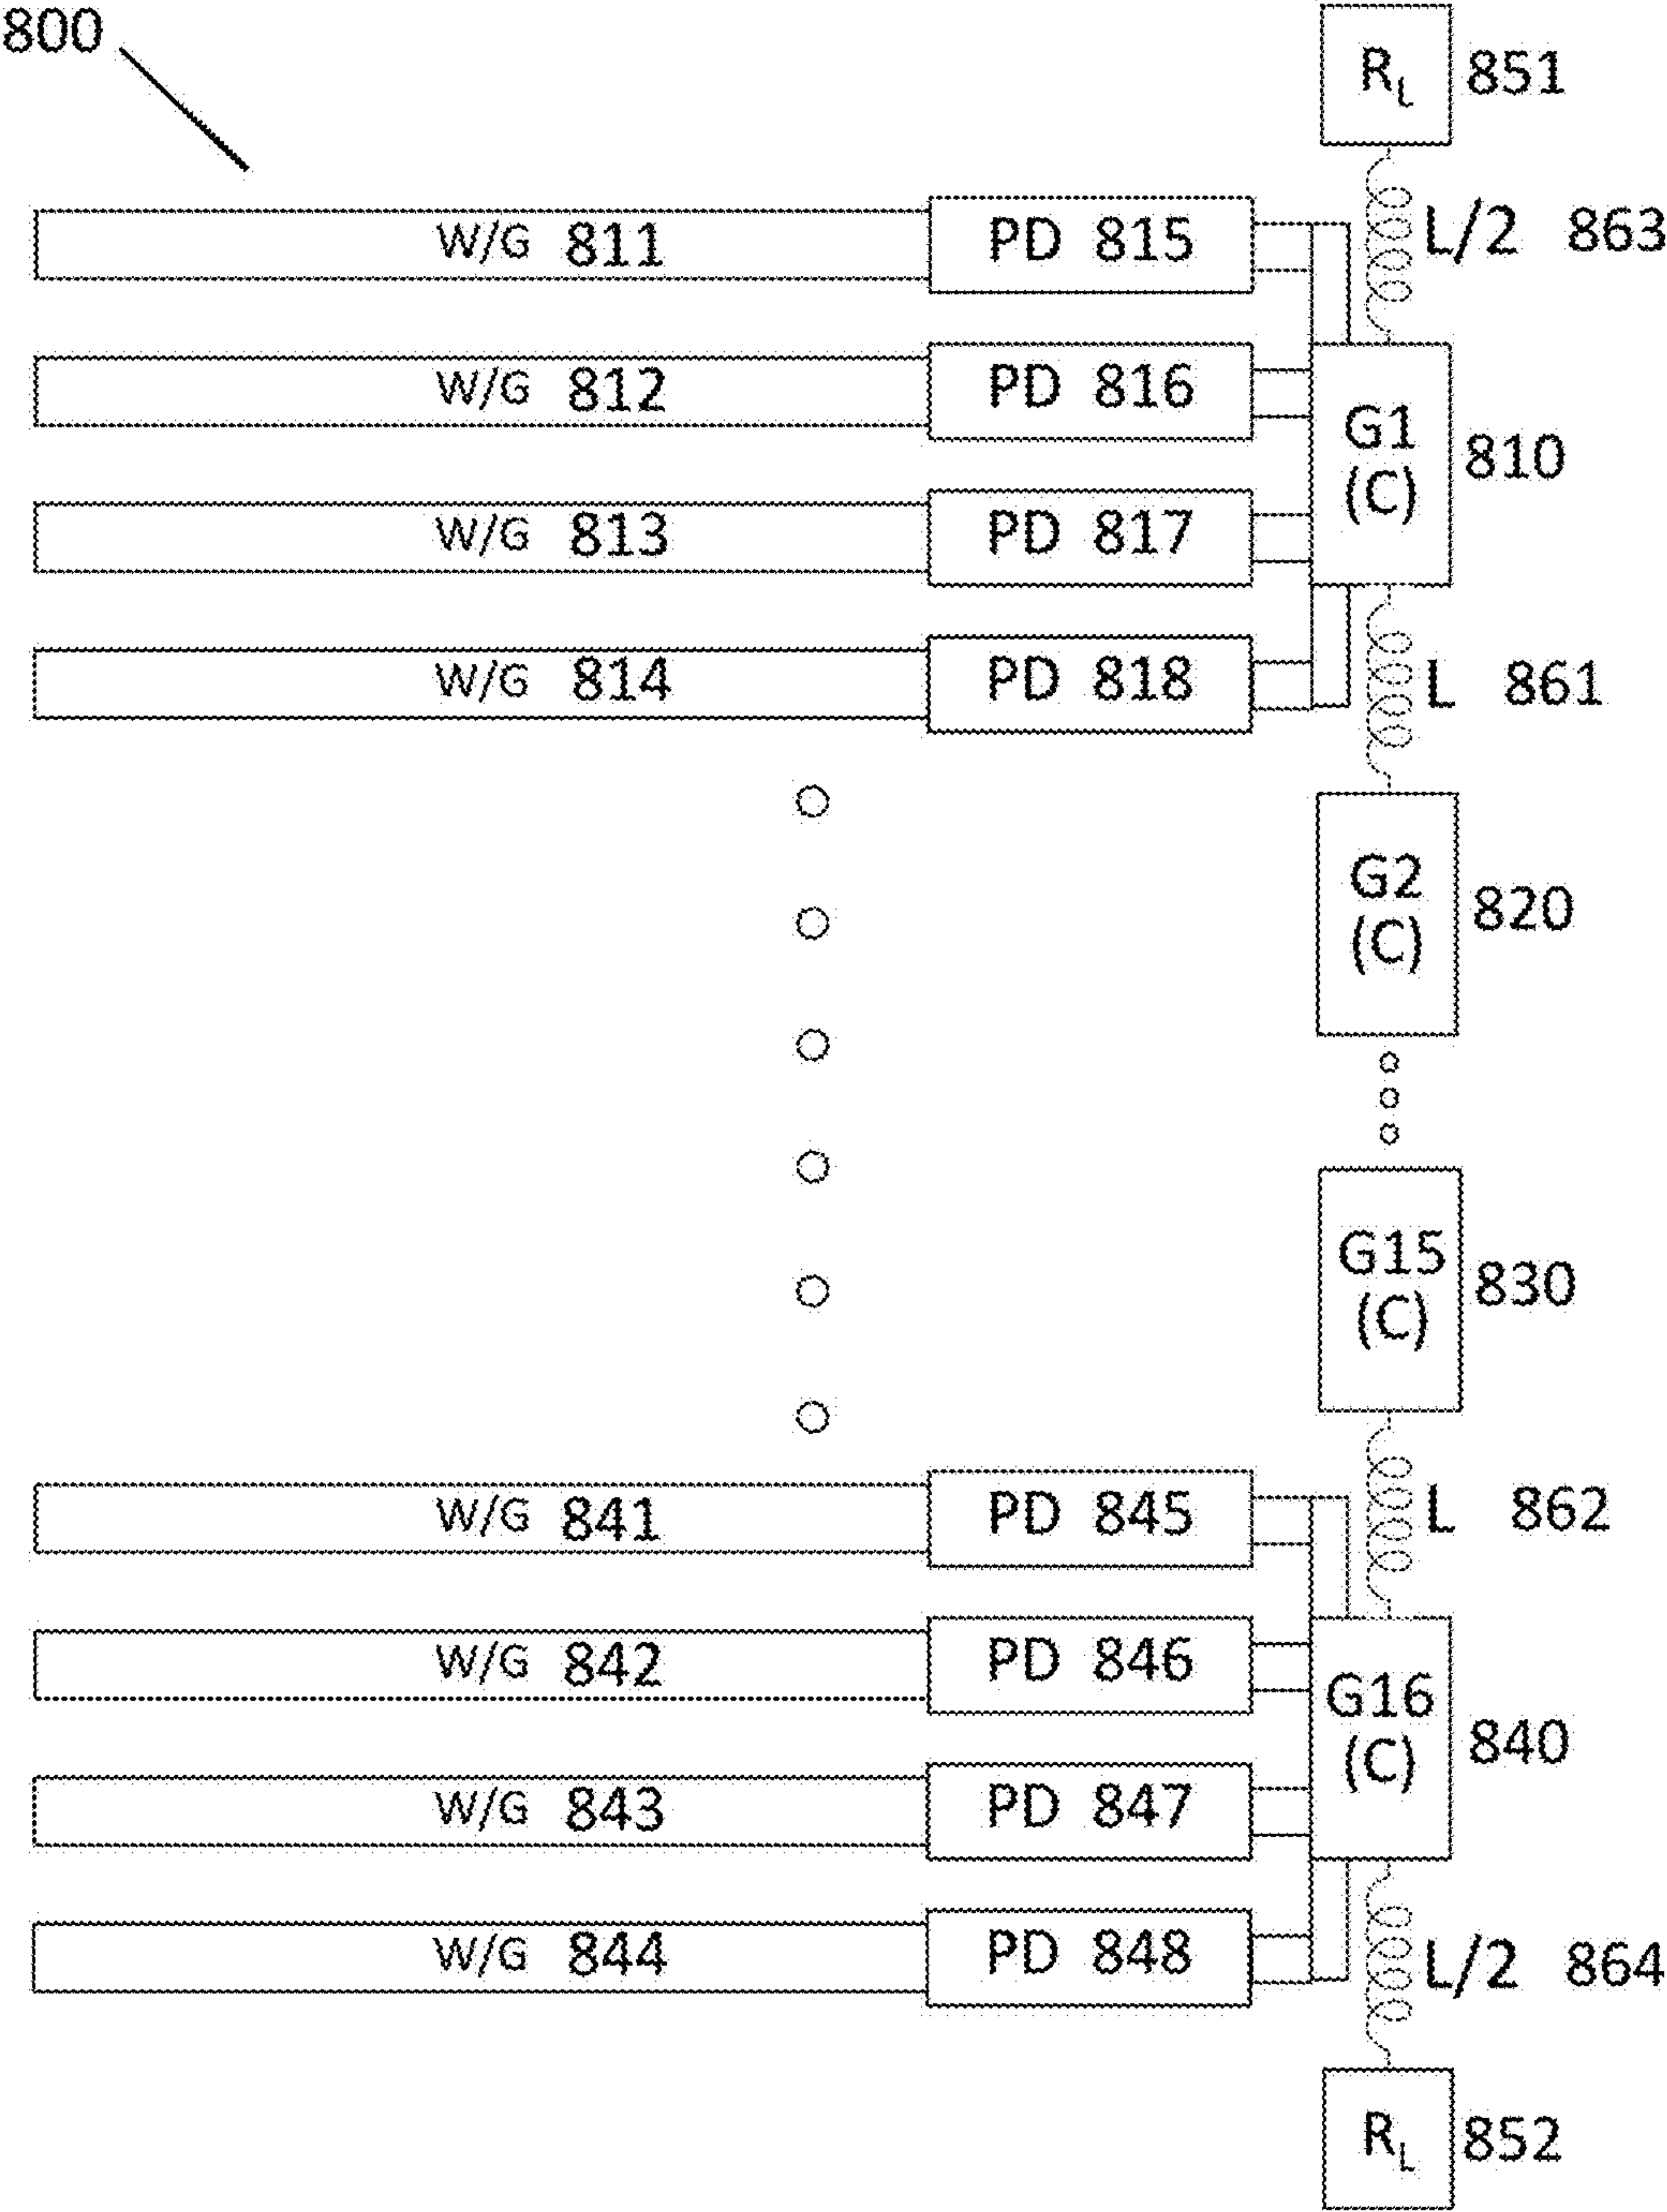 800
R_L 851
W/G 811 PD 815 L/2 863
W/G 812 PD 816
G1 (C) 810
W/G 813 PD 817
W/G 814 PD 818 L 861
G2 (C) 820
G15 (C) 830
W/G 841 PD 845 L 862
W/G 842 PD 846
G16 (C) 840
W/G 843 PD 847
W/G 844 PD 848 L/2 864
R_L 852